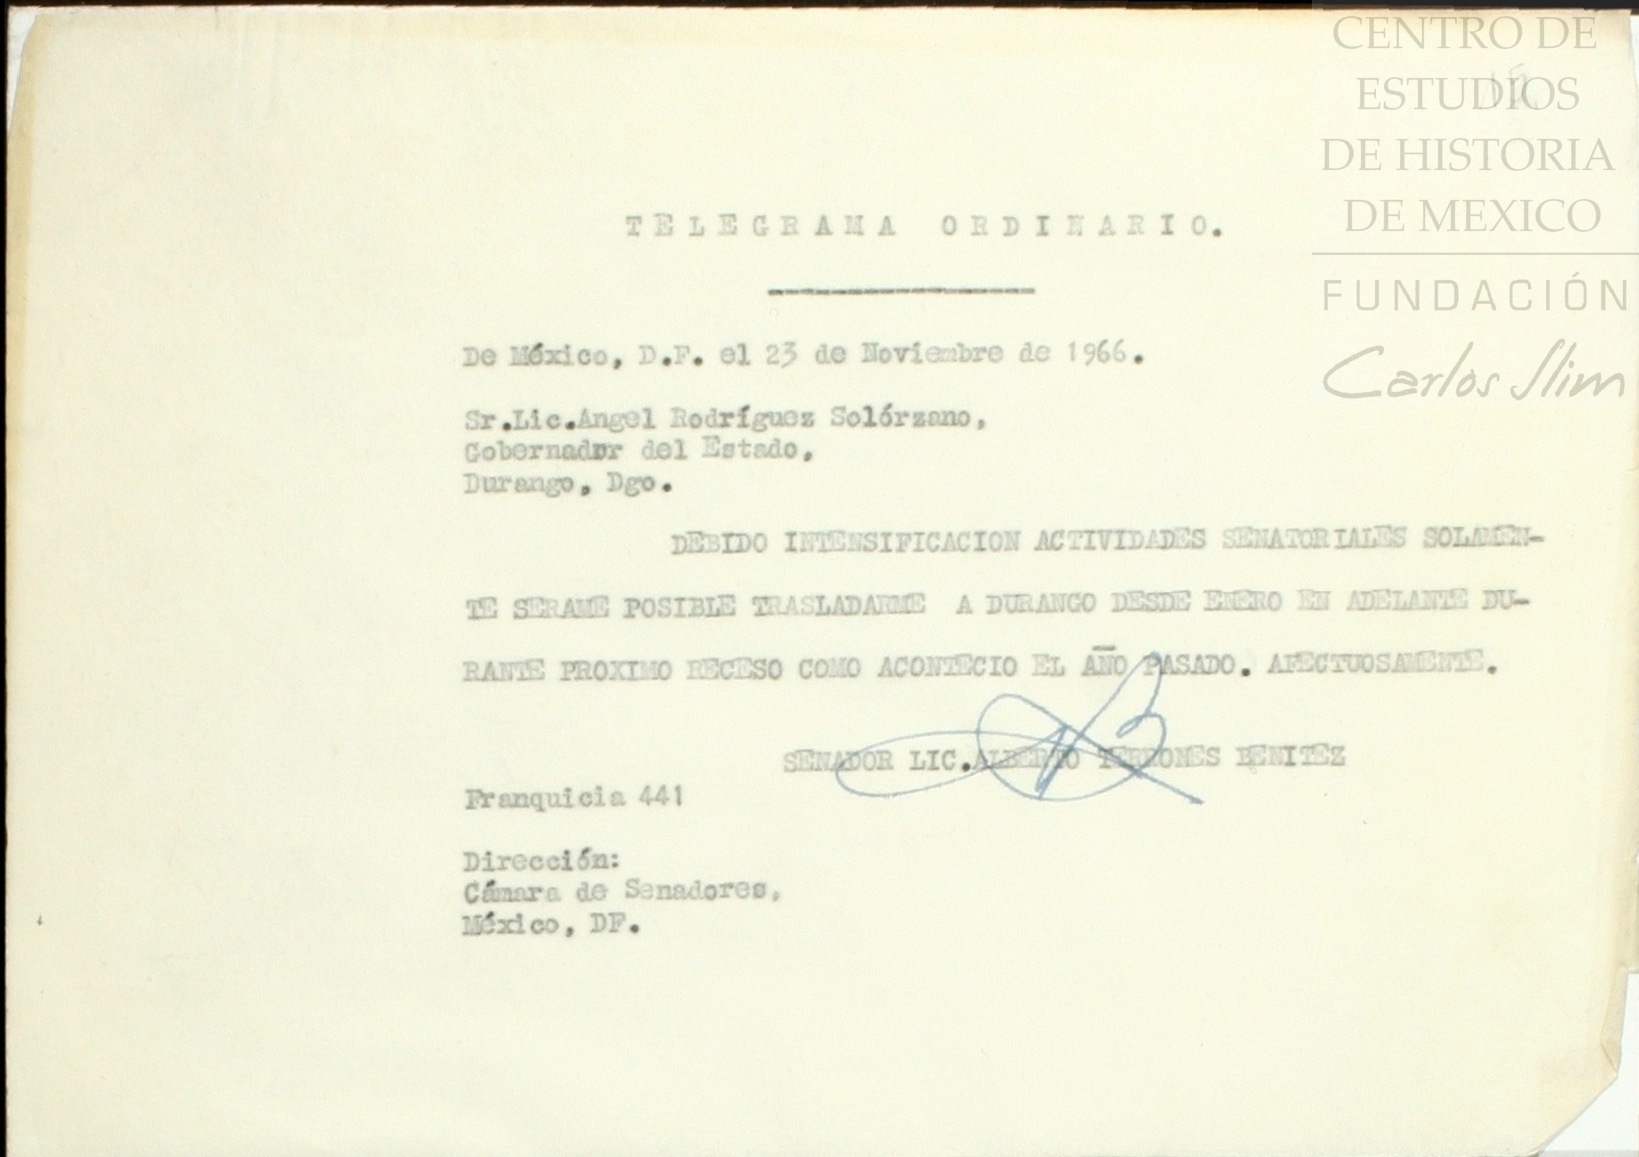 CENTRO DE
ESTUDIOS
DE HISTORIA
DE MEXICO
FUNDACIÓN
Carlos Slim
TELEGRAMA ORDINARIO.
De México, D.F. el 23 de Noviembre de 1966.
Sr.Lic.Angel Rodríguez Solórzano,
Gobernador del Estado,
Durango, Dgo.
DEBIDO INTENSIFICACION ACTIVIDADES SENATORIALES SOLAMEN-
TE SERAME POSIBLE TRASLADARME A DURANGO DESDE ENERO EN ADELANTE DU-
RANTE PROXIMO RECESO COMO ACONTECIO EL AÑO PASADO. AFECTUOSAMENTE.
SENADOR LIC.ALBERTO TERRONES BENITEZ
Franquicia 441
Dirección:
Cámara de Senadores,
México, DF.